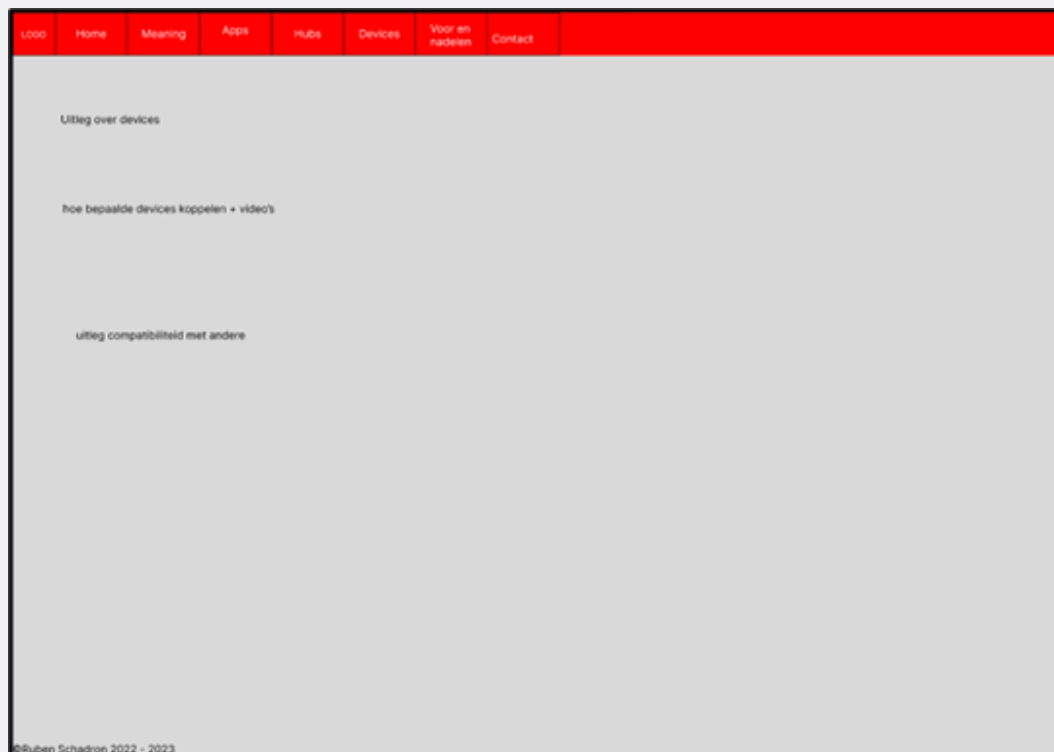 LOGO Home Meaning Apps Hubs Devices Voor en nadelen Contact
Uitleg over devices
hoe bepaalde devices koppelen + video's
uitleg compatibiliteid met andere
©Ruben Schadron 2022 - 2023